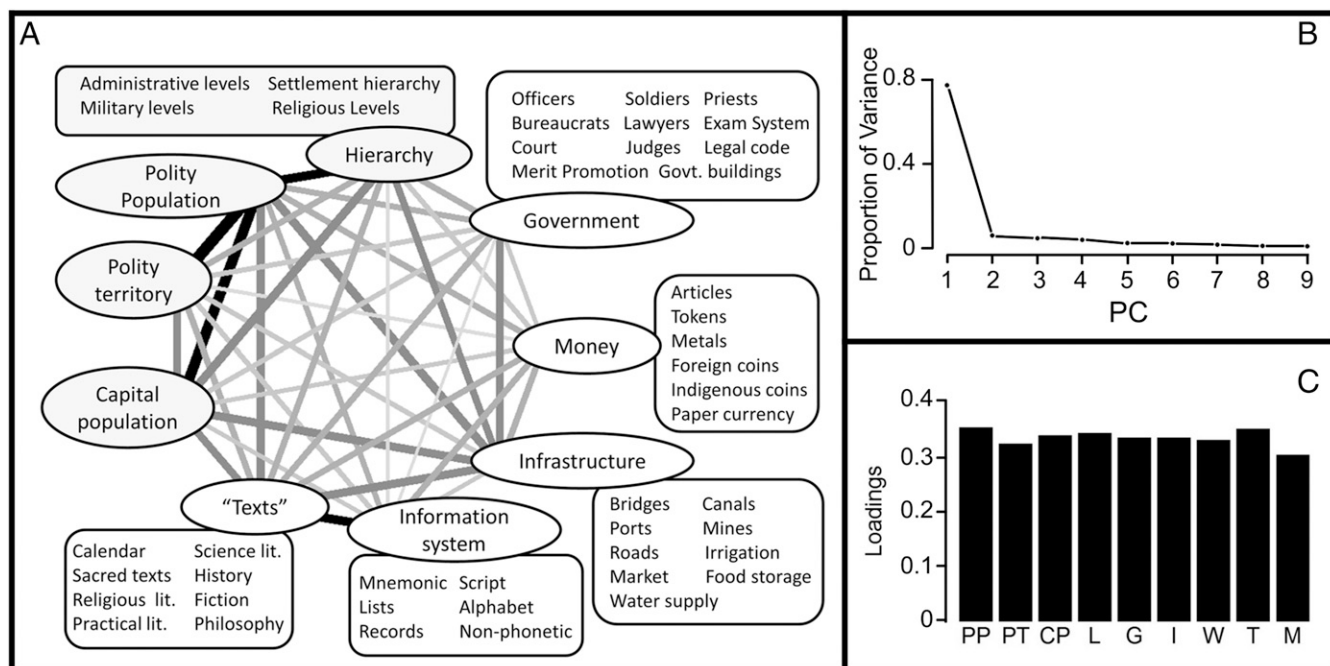 A
Administrative levels Settlement hierarchy
Military levels Religious Levels
Hierarchy
Polity
Population
Polity
territory
Capital
population
Officers Soldiers Priests
Bureaucrats Lawyers Exam System
Court Judges Legal code
Merit Promotion Govt. buildings
Government
Money
Articles
Tokens
Metals
Foreign coins
Indigenous coins
Paper currency
Infrastructure
Bridges Canals
Ports Mines
Roads Irrigation
Market Food storage
Water supply
Information
system
Mnemonic Script
Lists Alphabet
Records Non-phonetic
“Texts”
Calendar Science lit.
Sacred texts History
Religious lit. Fiction
Practical lit. Philosophy
B
Proportion of Variance
0.8
0.4
0
1 2 3 4 5 6 7 8 9
PC
C
Loadings
0.4
0.3
0.2
0.1
0
PP PT CP L G I W T M